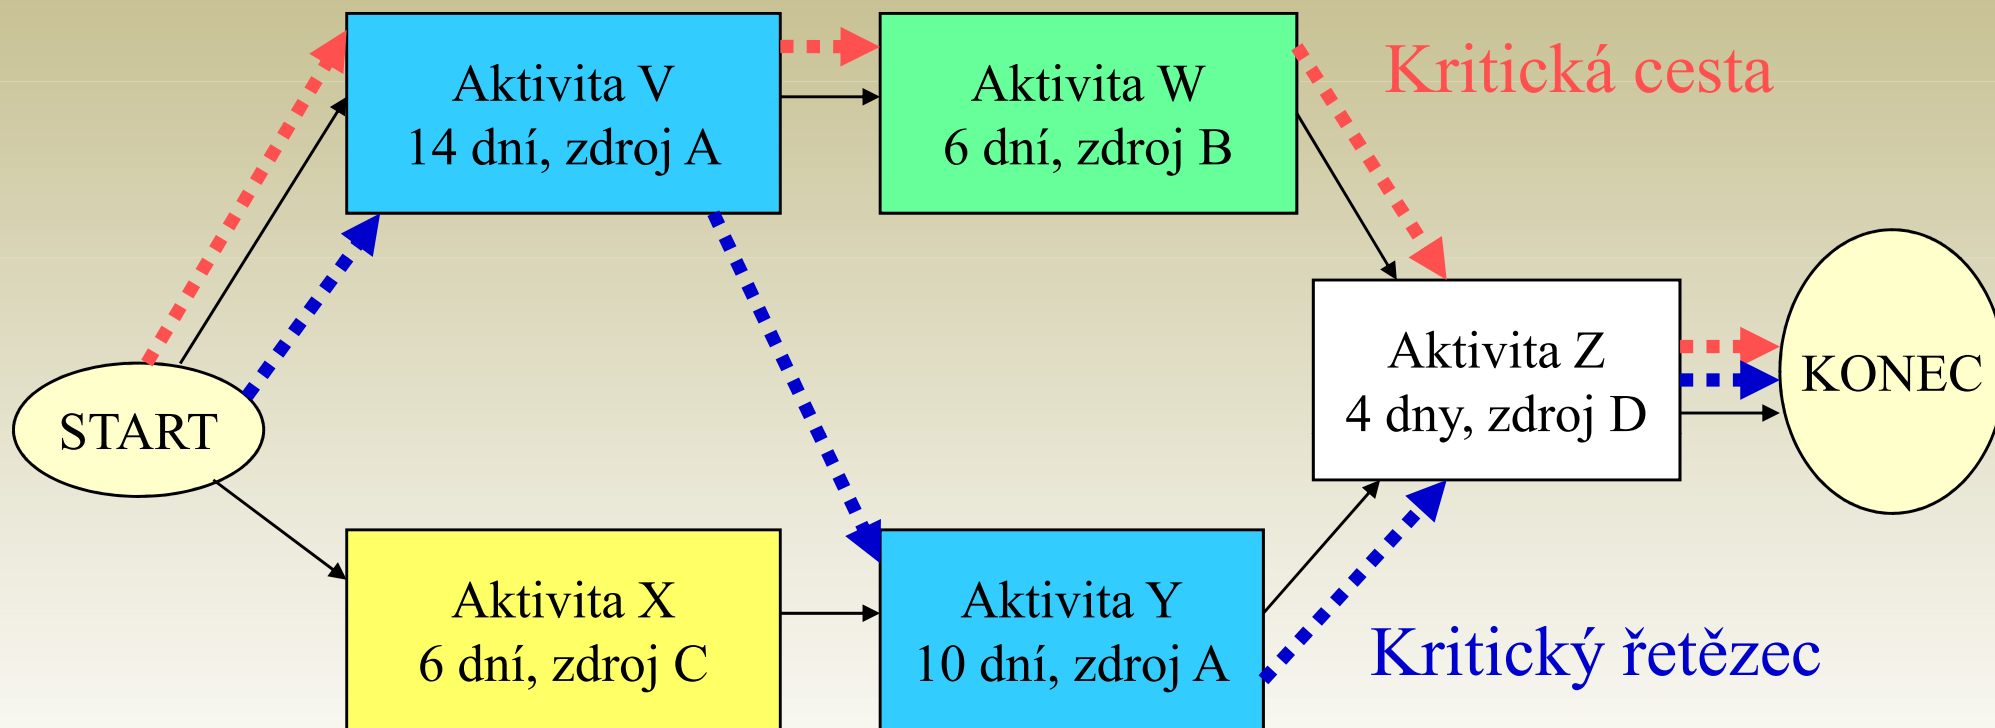 Aktivita V
14 dní, zdroj A
Aktivita W
6 dní, zdroj B
Kritická cesta
START
Aktivita Z
4 dny, zdroj D
KONEC
Aktivita X
6 dní, zdroj C
Aktivita Y
10 dní, zdroj A
Kritický řetězec